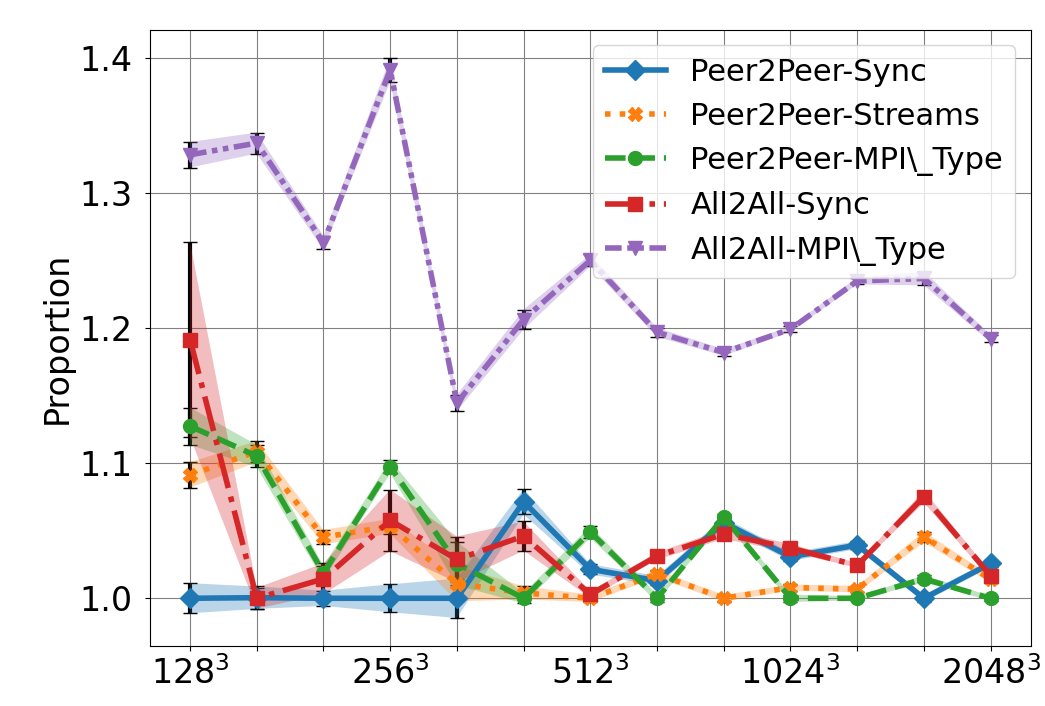 Proportion
1.4
1.3
1.2
1.1
1.0
128³
256³
512³
1024³
2048³
Peer2Peer-Sync
Peer2Peer-Streams
Peer2Peer-MPI\_Type
All2All-Sync
All2All-MPI\_Type